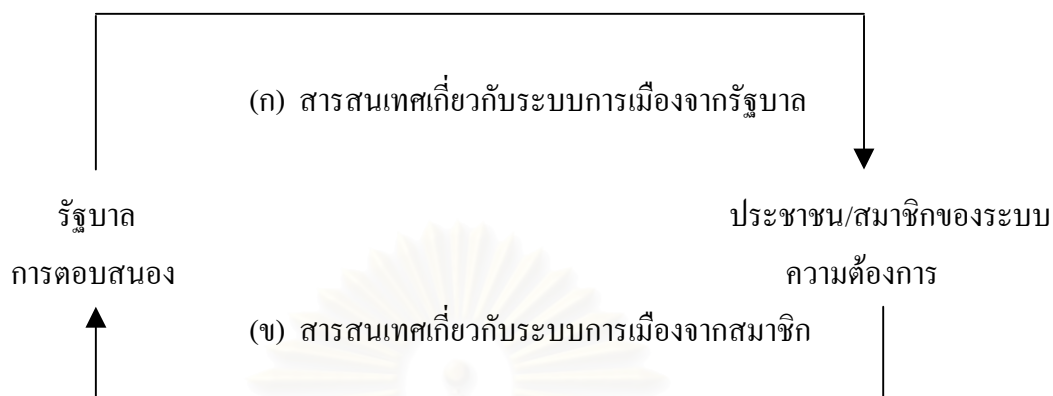 (ก) สารสนเทศเกี่ยวกับระบบการเมืองจากรัฐบาล
รัฐบาล
การตอบสนอง
ประชาชน/สมาชิกของระบบ
ความต้องการ
(ข) สารสนเทศเกี่ยวกับระบบการเมืองจากสมาชิก